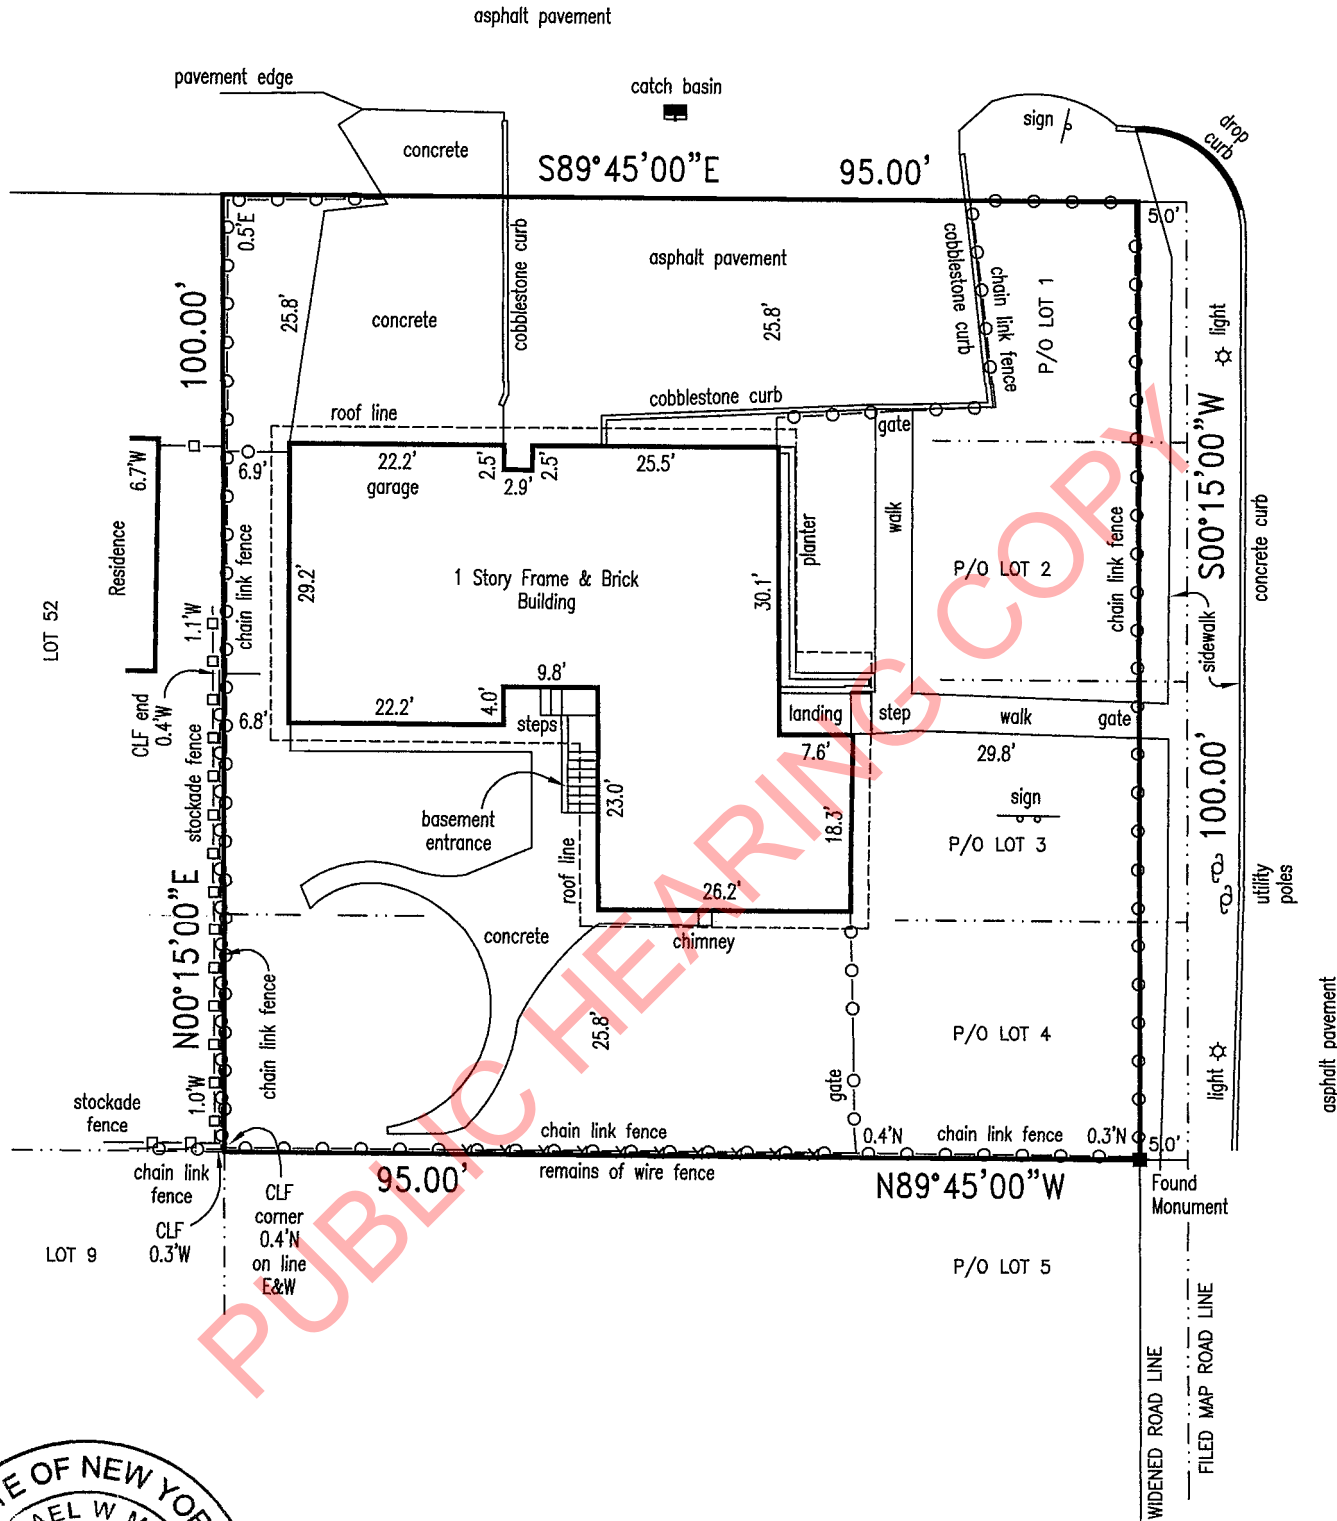 asphalt pavement
pavement edge
catch basin
sign
drop
curb
concrete
S89°45'00"E
95.00'
5.0'
0.5'E
cobblestone curb
asphalt pavement
cobblestone curb
chain link fence
P/O LOT 1
light
100.00'
25.8'
concrete
25.8'
cobblestone curb
roof line
gate
S00°15'00"W
6.7'W
Residence
6.9'
22.2'
garage
2.5'
2.9'
2.5'
25.5'
planter
walk
chain link fence
concrete curb
P/O LOT 2
1 Story Frame & Brick
Building
29.2'
30.1'
chain link fence
LOT 52
1.1'W
sidewalk
CLF end
0.4'W
6.8'
22.2'
4.0'
9.8'
steps
landing
step
walk
gate
7.6'
29.8'
100.00'
stockade fence
basement
entrance
23.0'
18.3'
sign
P/O LOT 3
roof line
utility
poles
26.2'
N00°15'00"E
concrete
chimney
chain link fence
25.8'
P/O LOT 4
asphalt pavement
light
gate
1.0'W
stockade
fence
chain link fence
0.4'N
chain link fence
0.3'N
5.0'
chain link
fence
95.00'
remains of wire fence
N89°45'00"W
Found
Monument
CLF
corner
0.4'N
on line
E&W
CLF
0.3'W
LOT 9
P/O LOT 5
WIDENED ROAD LINE
FILED MAP ROAD LINE
PUBLIC HEARING COPY
OF NEW YOR
W